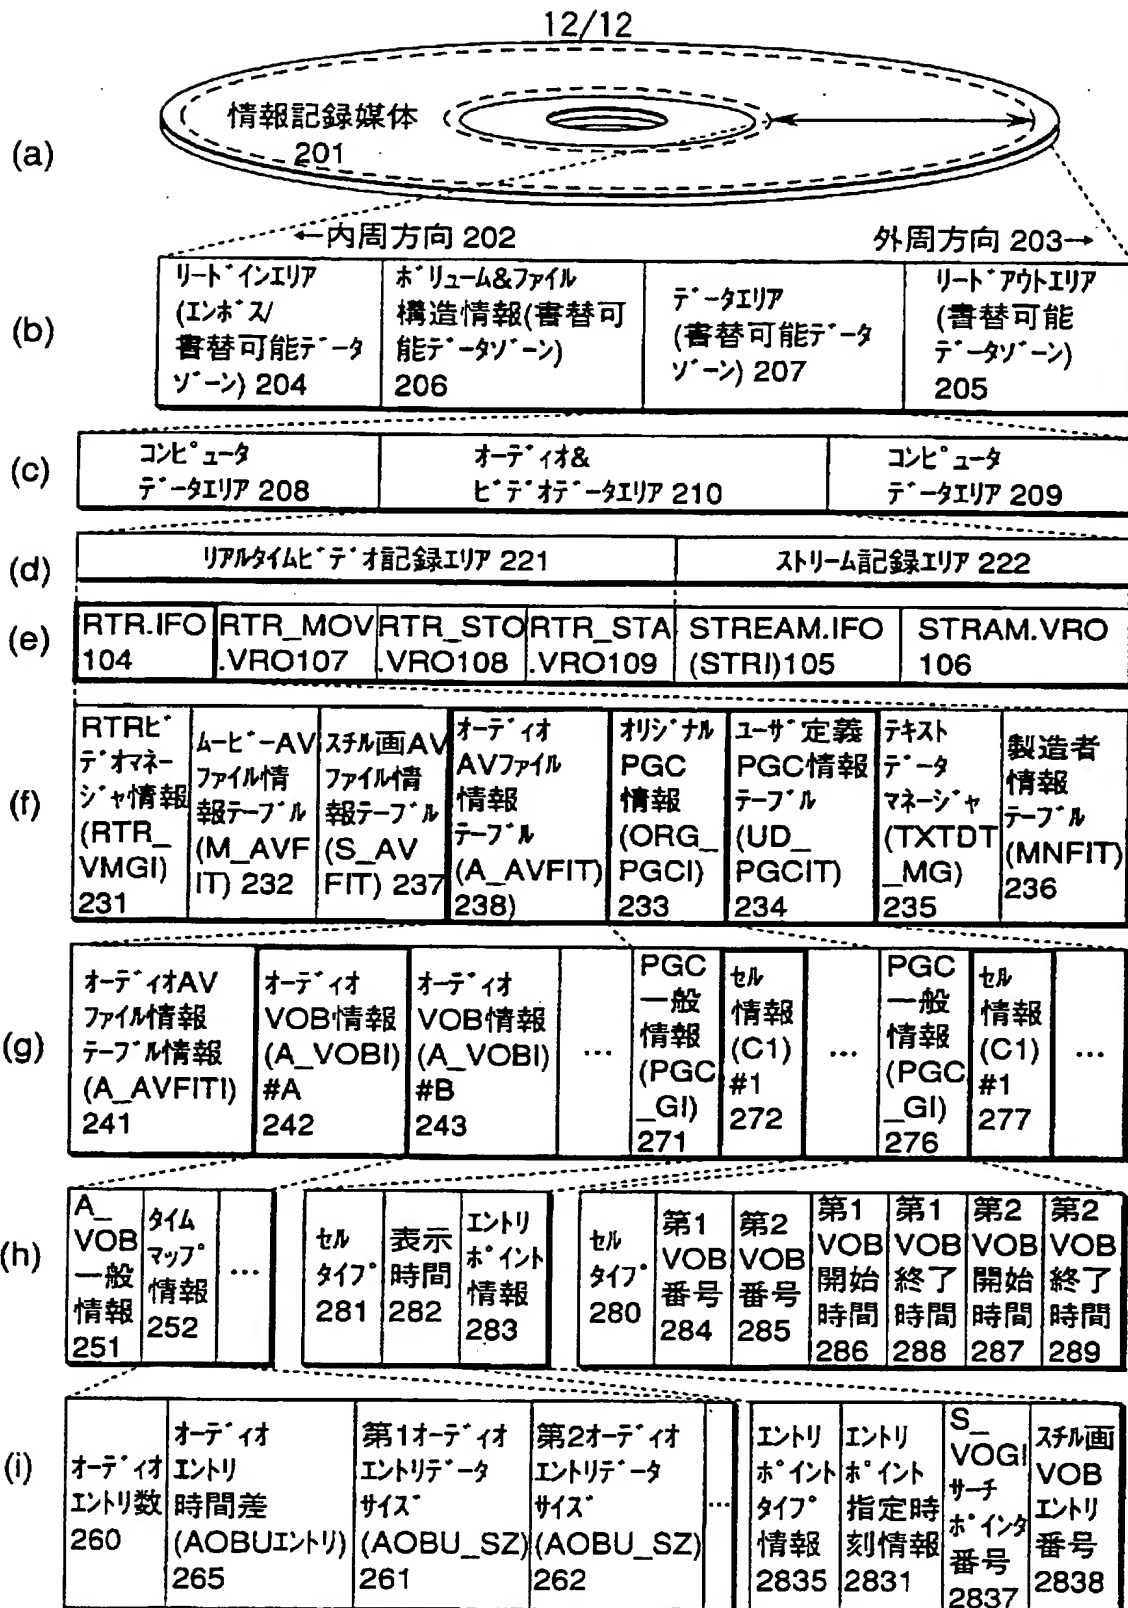 12/12
(a)
情報記録媒体
201
←内周方向 202
外周方向 203→
(b)
リードインエリア
(エンボス/
書替可能データ
ゾーン) 204
ボリューム&ファイル
構造情報(書替可
能データゾーン)
206
データエリア
(書替可能データ
ゾーン) 207
リードアウトエリア
(書替可能
データゾーン)
205
(c)
コンピュータ
データエリア 208
オーディオ&
ビデオデータエリア 210
コンピュータ
データエリア 209
(d)
リアルタイムビデオ記録エリア 221
ストリーム記録エリア 222
(e)
RTR.IFO
104
RTR_MOV
.VRO107
RTR_STO
.VRO108
RTR_STA
.VRO109
STREAM.IFO
(STRI)105
STRAM.VRO
106
(f)
RTRビ
デオマネー
ジャ情報
(RTR_
VMGI)
231
ムービーAV
ファイル情
報テーブル
(M_AVF
IT) 232
スチル画AV
ファイル情
報テーブル
(S_AV
FIT) 237
オーディオ
AVファイル
情報
テーブル
(A_AVFIT)
238)
オリジナル
PGC
情報
(ORG_
PGCI)
233
ユーザ定義
PGC情報
テーブル
(UD_
PGCIT)
234
テキスト
データ
マネージャ
(TXTDT
_MG)
235
製造者
情報
テーブル
(MNFIT)
236
(g)
オーディオAV
ファイル情報
テーブル情報
(A_AVFITI)
241
オーディオ
VOB情報
(A_VOBI)
#A
242
オーディオ
VOB情報
(A_VOBI)
#B
243
…
PGC
一般
情報
(PGC
_GI)
271
セル
情報
(C1)
#1
272
…
PGC
一般
情報
(PGC
_GI)
276
セル
情報
(C1)
#1
277
…
(h)
A_
VOB
一般
情報
251
タイム
マップ
情報
252
…
セル
タイプ
281
表示
時間
282
エントリ
ポイント
情報
283
セル
タイプ
280
第1
VOB
番号
284
第2
VOB
番号
285
第1
VOB
開始
時間
286
第1
VOB
終了
時間
288
第2
VOB
開始
時間
287
第2
VOB
終了
時間
289
(i)
オーディオ
エントリ数
260
オーディオ
エントリ
時間差
(AOBUエントリ)
265
第1オーディオ
エントリデータ
サイズ
(AOBU_SZ)
261
第2オーディオ
エントリデータ
サイズ
(AOBU_SZ)
262
…
エントリ
ポイント
タイプ
情報
2835
エントリ
ポイント
指定時
刻情報
2831
S_
VOGI
サーチ
ポインタ
番号
2837
スチル画
VOB
エントリ
番号
2838